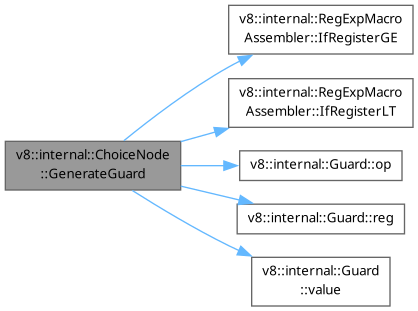 v8::internal::RegExpMacro
Assembler::IfRegisterGE
v8::internal::RegExpMacro
Assembler::IfRegisterLT
v8::internal::ChoiceNode
::GenerateGuard
v8::internal::Guard::op
v8::internal::Guard::reg
v8::internal::Guard
::value